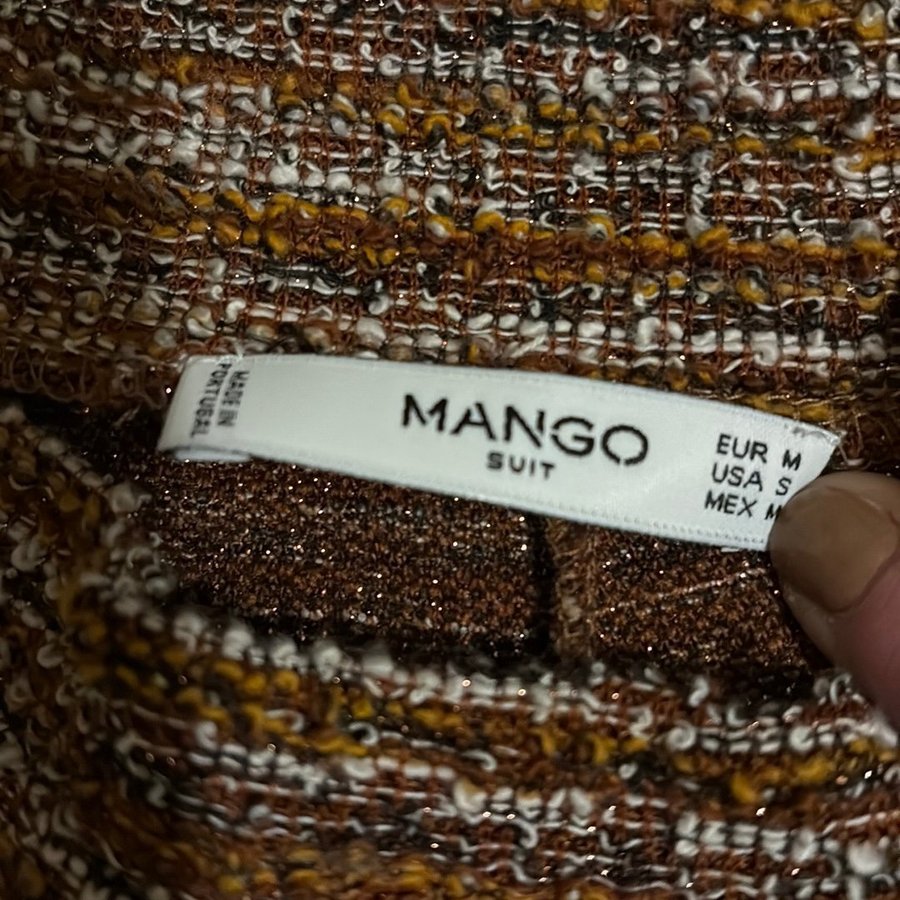 MADE IN
PORTUGAL
MANGO
SUIT
EUR M
USA S
MEX M